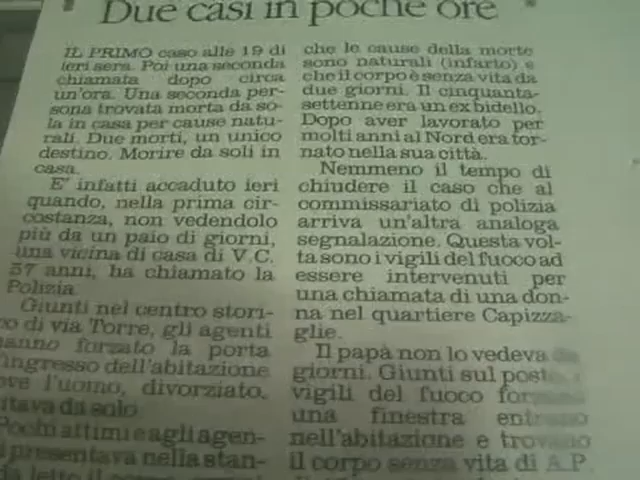 Due casi in poche ore
IL PRIMO caso alle 19 di
ieri sera. Poi una seconda
chiamata dopo circa
un'ora. Una seconda per-
sona trovata morta da so-
la in casa per cause natu-
rali. Due morti, un unico
destino. Morire da soli in
casa.
E' infatti accaduto ieri
quando, nella prima cir-
costanza, non vedendolo
più da un paio di giorni,
una vicina di casa di V.C.
57 anni, ha chiamato la
Polizia
Giunti nel centro stori-
co di via Torre, gli agenti
hanno forzato la porta
l'ingresso dell'abitazione
ove l'uomo, divorziato,
itava da solo
Pochi attimi e agli agen-
i presentava nella stan-
da letto il corpo
che le cause della morte
sono naturali (infarto) e
che il corpo è senza vita da
due giorni. Il cinquanta-
settenne era un ex bidello.
Dopo aver lavorato per
molti anni al Nord era tor-
nato nella sua città.
Nemmeno il tempo di
chiudere il caso che al
commissariato di polizia
arriva un'altra analoga
segnalazione. Questa vol-
ta sono i vigili del fuoco ad
essere intervenuti per
una chiamata di una don-
na nel quartiere Capizza-
glie.
Il papà non lo vedeva da
giorni. Giunti sul posto, i
vigili del fuoco forzano
una finestra entrano
nell'abitazione e trovano
il corpo senza vita di A.P.